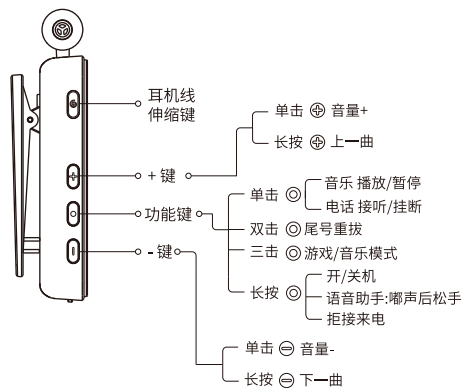 耳机线
伸缩键
+ 键
单击 ⊕ 音量+
长按 ⊕ 上一曲
功能键
单击 ◎
音乐 播放/暂停
电话 接听/挂断
双击 ◎ 尾号重拨
三击 ◎ 游戏/音乐模式
长按 ◎
开/关机
语音助手:嘟声后松手
拒接来电
- 键
单击 ⊖ 音量-
长按 ⊖ 下一曲